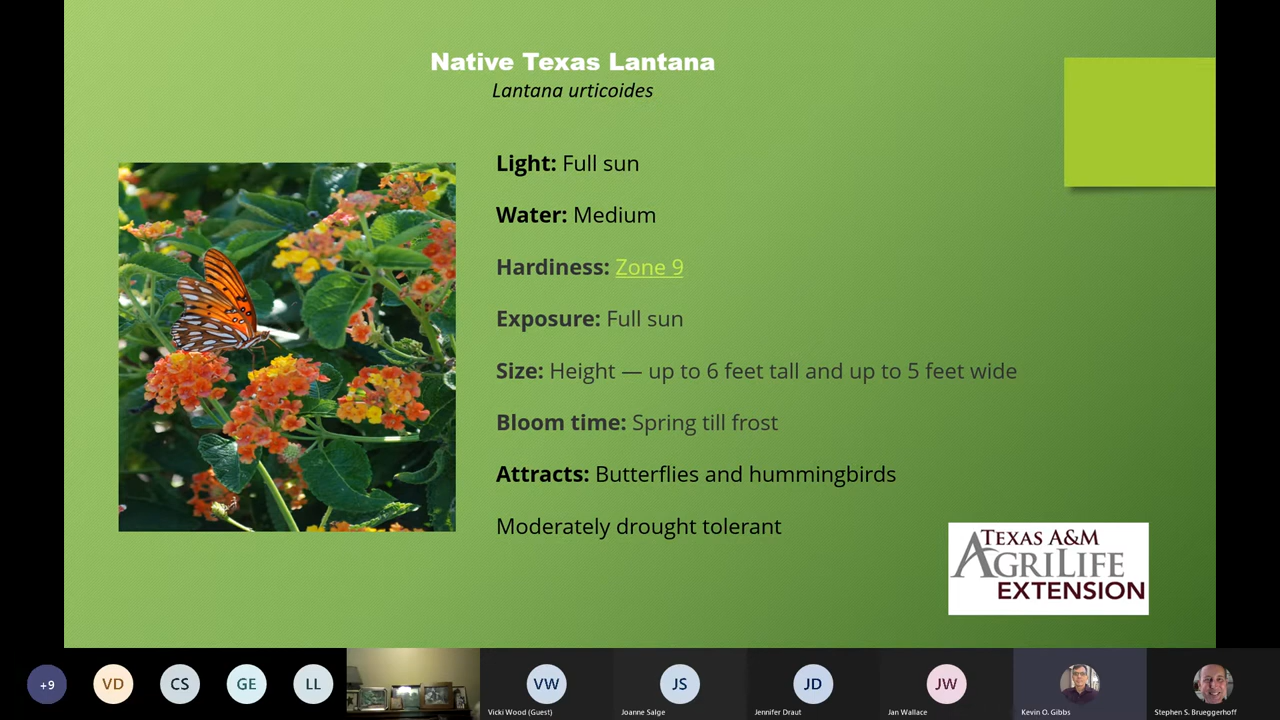 Native Texas Lantana
Lantana urticoides
Light: Full sun
Water: Medium
Hardiness: Zone 9
Exposure: Full sun
Size: Height — up to 6 feet tall and up to 5 feet wide
Bloom time: Spring till frost
Attracts: Butterflies and hummingbirds
Moderately drought tolerant
TEXAS A&M
AGRILIFE
EXTENSION
+9
VD
CS
GE
LL
VW
JS
JD
JW
Vicki Wood (Guest)
Joanne Salge
Jennifer Draut
Jan Wallace
Kevin O. Gibbs
Stephen S. Brueggerhoff